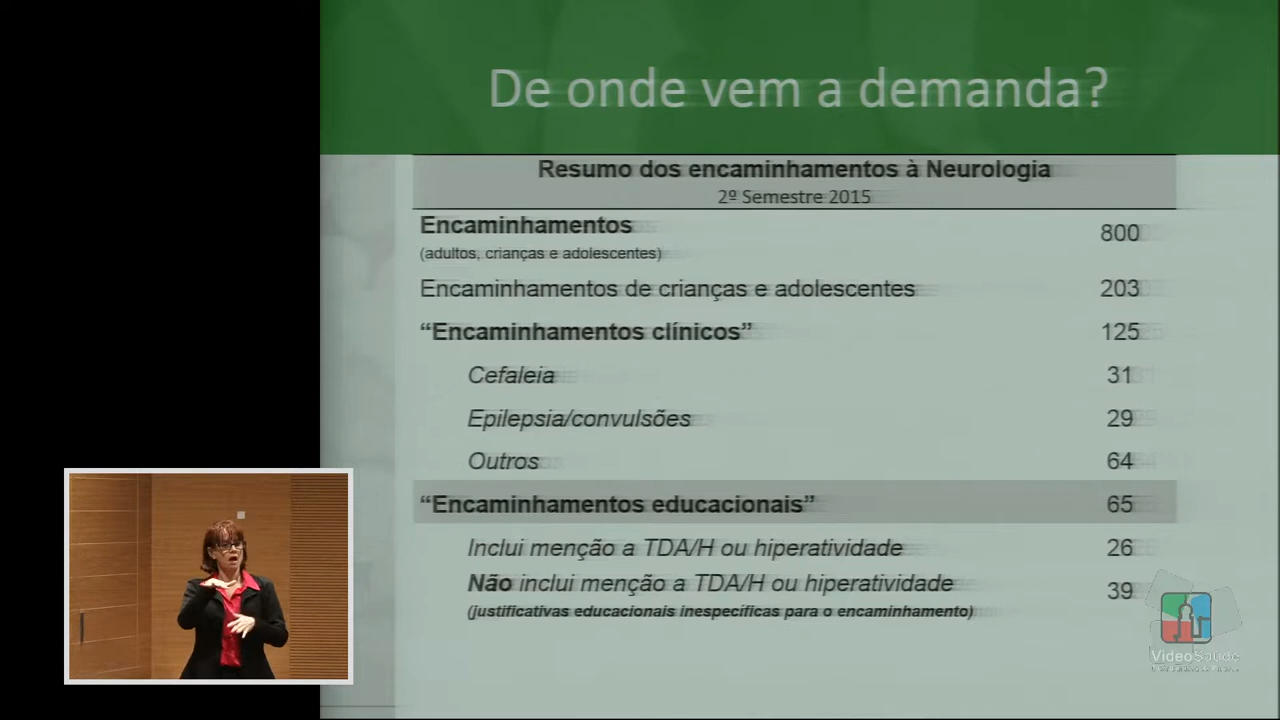 De onde vem a demanda?
Resumo dos encaminhamentos à Neurologia
2º Semestre 2015
Encaminhamentos 800
(adultos, crianças e adolescentes)
Encaminhamentos de crianças e adolescentes 203
“Encaminhamentos clínicos” 125
Cefaleia 31
Epilepsia/convulsões 29
Outros 64
“Encaminhamentos educacionais” 65
Inclui menção a TDA/H ou hiperatividade 26
Não inclui menção a TDA/H ou hiperatividade 39
(justificativas educacionais inespecíficas para o encaminhamento)
VideoSaúde